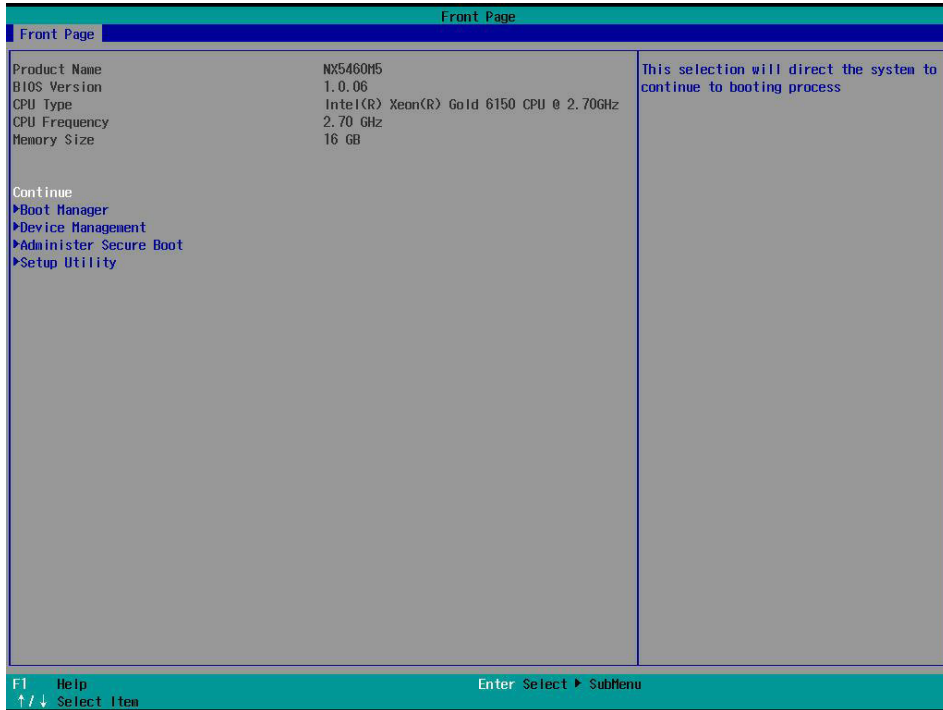 Front Page
Front Page
Product Name NX5460M5
BIOS Version 1.0.06
CPU Type Intel(R) Xeon(R) Gold 6150 CPU @ 2.70GHz
CPU Frequency 2.70 GHz
Memory Size 16 GB
This selection will direct the system to
continue to booting process
Continue
▶Boot Manager
▶Device Management
▶Administer Secure Boot
▶Setup Utility
F1 Help Enter Select ▶ SubMenu
↑/↓ Select Item